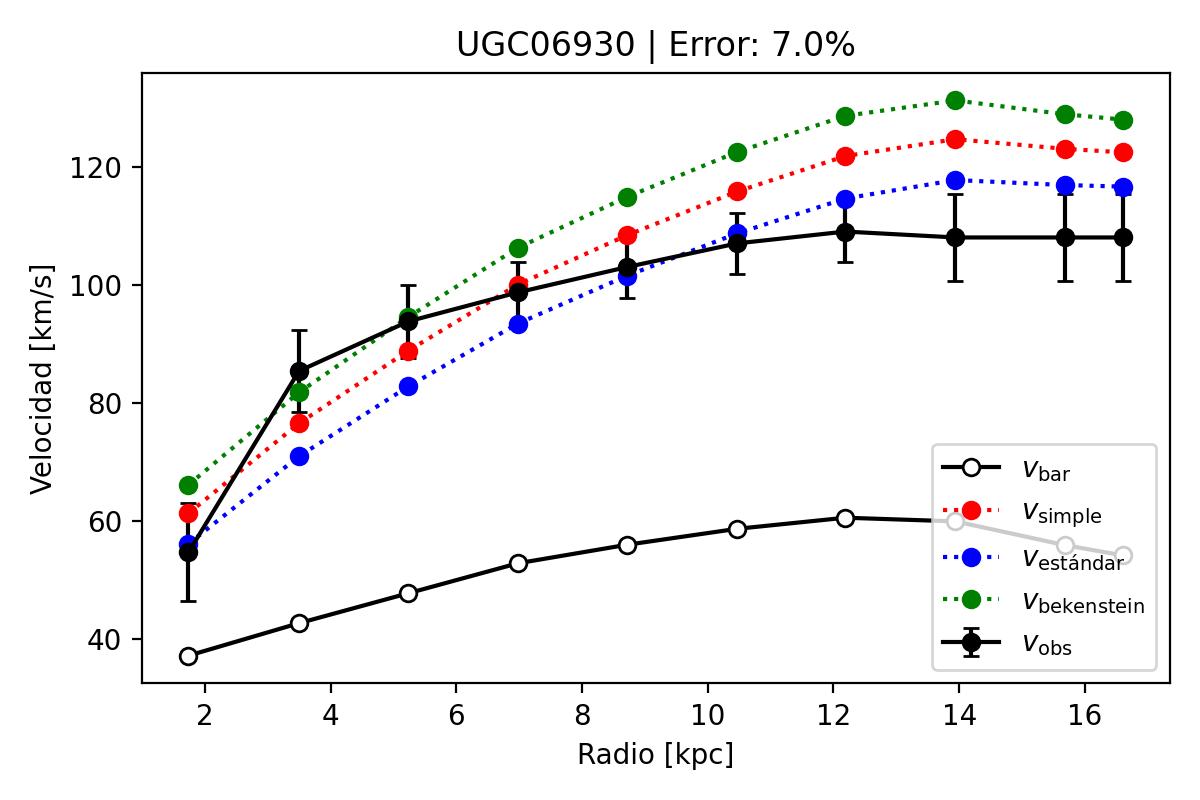 UGC06930 | Error: 7.0%
Velocidad [km/s]
120
100
80
60
40
v_bar
v_simple
v_estándar
v_bekenstein
v_obs
2 4 6 8 10 12 14 16
Radio [kpc]